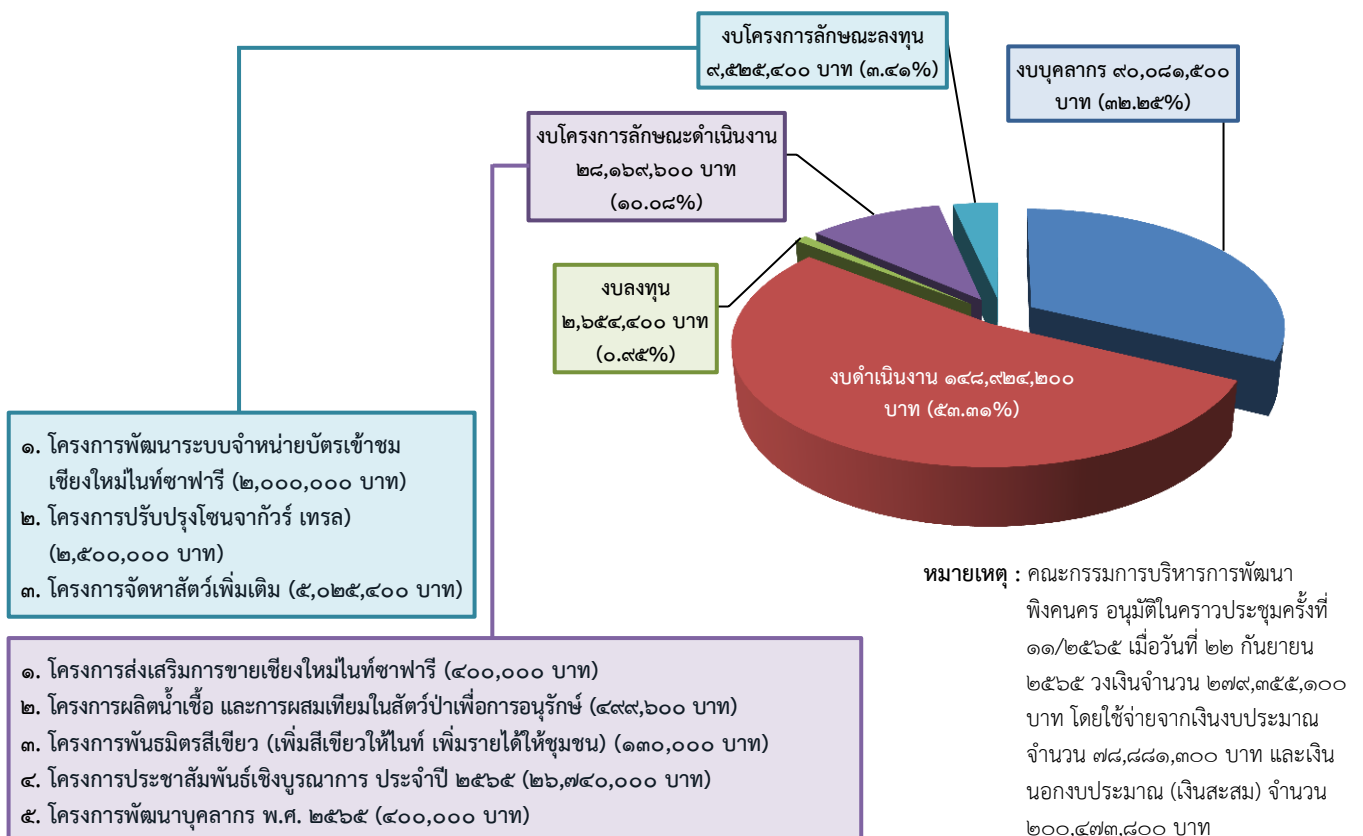 งบโครงการลักษณะลงทุน
๙,๕๒๕,๔๐๐ บาท (๓.๔๑%)
งบบุคลากร ๙๐,๐๘๑,๕๐๐
บาท (๓๒.๒๕%)
งบโครงการลักษณะดำเนินงาน
๒๘,๑๖๙,๖๐๐ บาท
(๑๐.๐๘%)
งบลงทุน
๒,๖๕๔,๔๐๐ บาท
(๐.๙๕%)
งบดำเนินงาน ๑๔๘,๙๒๔,๒๐๐
บาท (๕๓.๓๑%)
๑. โครงการพัฒนาระบบจำหน่ายบัตรเข้าชม
เชียงใหม่ไนท์ซาฟารี (๒,๐๐๐,๐๐๐ บาท)
๒. โครงการปรับปรุงโซนจากัวร์ เทรล)
(๒,๕๐๐,๐๐๐ บาท)
๓. โครงการจัดหาสัตว์เพิ่มเติม (๕,๐๒๕,๔๐๐ บาท)
๑. โครงการส่งเสริมการขายเชียงใหม่ไนท์ซาฟารี (๔๐๐,๐๐๐ บาท)
๒. โครงการผลิตน้ำเชื้อ และการผสมเทียมในสัตว์ป่าเพื่อการอนุรักษ์ (๔๙๙,๖๐๐ บาท)
๓. โครงการพันธมิตรสีเขียว (เพิ่มสีเขียวให้ไนท์ เพิ่มรายได้ให้ชุมชน) (๑๓๐,๐๐๐ บาท)
๔. โครงการประชาสัมพันธ์เชิงบูรณาการ ประจำปี ๒๕๖๕ (๒๖,๗๔๐,๐๐๐ บาท)
๕. โครงการพัฒนาบุคลากร พ.ศ. ๒๕๖๕ (๔๐๐,๐๐๐ บาท)
หมายเหตุ : คณะกรรมการบริหารการพัฒนา
พิงคนคร อนุมัติในคราวประชุมครั้งที่
๑๑/๒๕๖๕ เมื่อวันที่ ๒๒ กันยายน
๒๕๖๕ วงเงินจำนวน ๒๗๙,๓๕๕,๑๐๐
บาท โดยใช้จ่ายจากเงินงบประมาณ
จำนวน ๗๘,๘๘๑,๓๐๐ บาท และเงิน
นอกงบประมาณ (เงินสะสม) จำนวน
๒๐๐,๔๗๓,๘๐๐ บาท